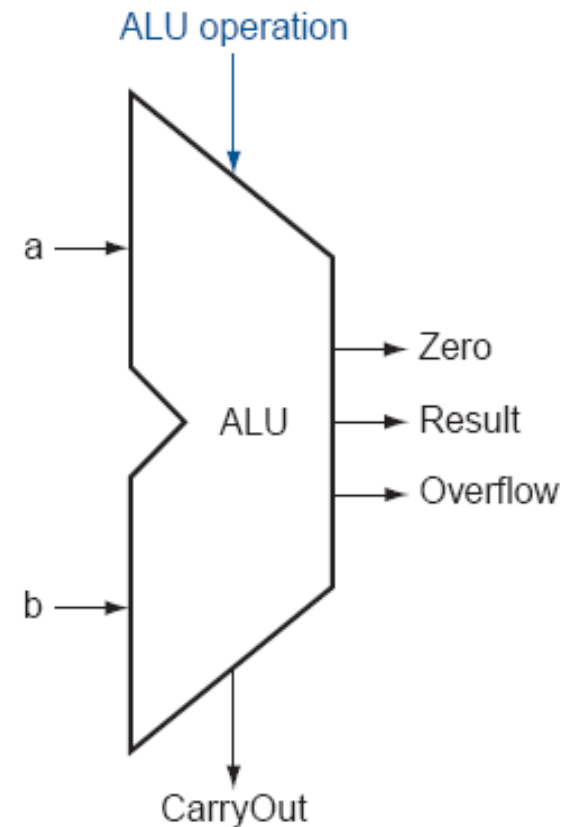 ALU operation
a
Zero
ALU
Result
Overflow
b
CarryOut